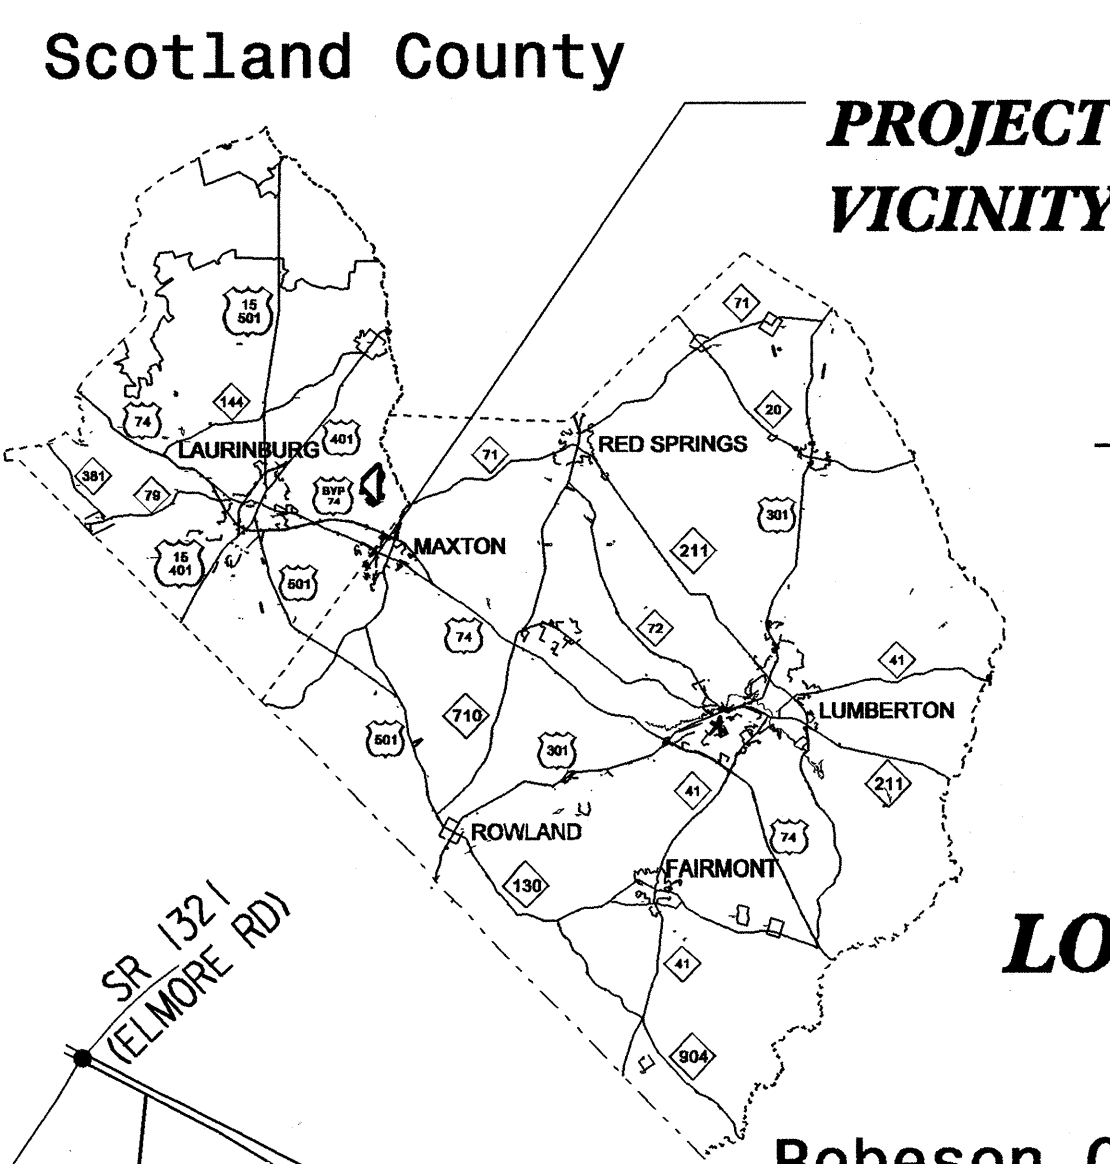 Scotland County
PROJECT
VICINITY
71
15
501
20
144
74
401
LAURINBURG
RED SPRINGS
71
381
79
BYP
74
301
211
MAXTON
15
401
501
72
74
41
710
LUMBERTON
501
301
41
211
ROWLAND
74
FAIRMONT
130
SR 1321
(ELMORE RD)
LO
41
904
Robeson